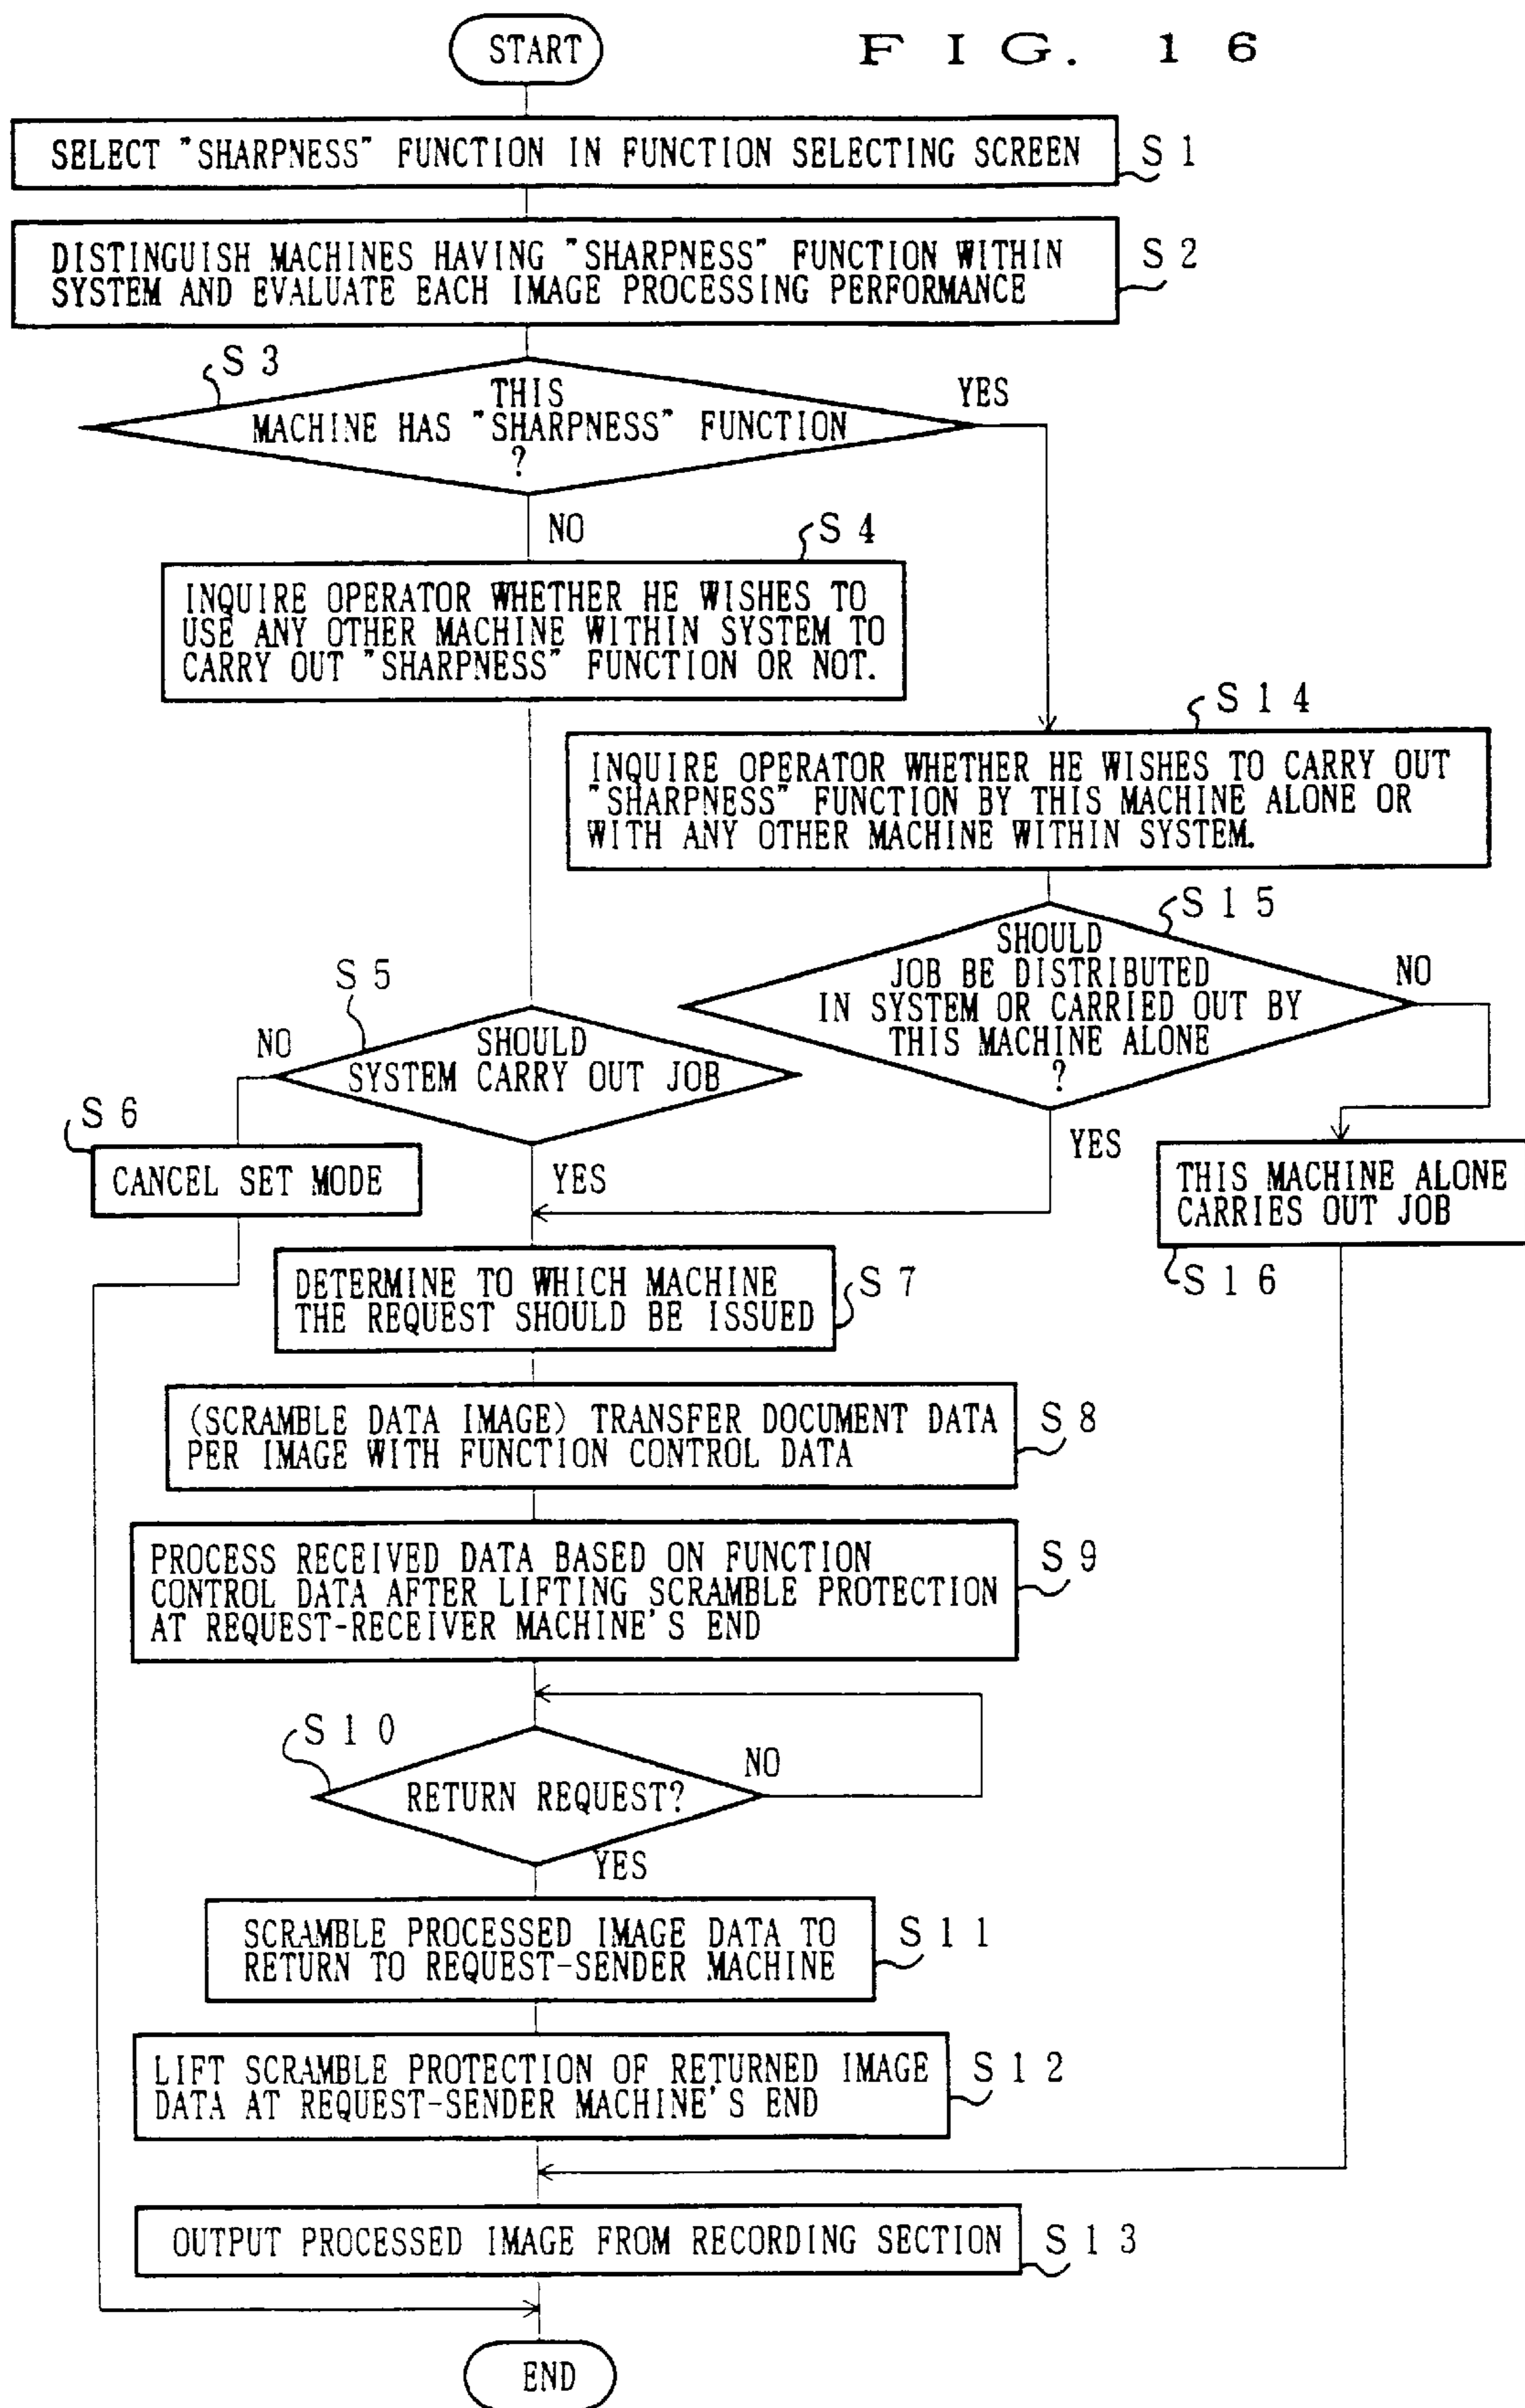 START
F I G. 1 6
SELECT "SHARPNESS" FUNCTION IN FUNCTION SELECTING SCREEN
S 1
DISTINGUISH MACHINES HAVING "SHARPNESS" FUNCTION WITHIN
SYSTEM AND EVALUATE EACH IMAGE PROCESSING PERFORMANCE
S 2
S 3
THIS
MACHINE HAS "SHARPNESS" FUNCTION
?
YES
NO
S 4
INQUIRE OPERATOR WHETHER HE WISHES TO
USE ANY OTHER MACHINE WITHIN SYSTEM TO
CARRY OUT "SHARPNESS" FUNCTION OR NOT.
S 1 4
INQUIRE OPERATOR WHETHER HE WISHES TO CARRY OUT
"SHARPNESS" FUNCTION BY THIS MACHINE ALONE OR
WITH ANY OTHER MACHINE WITHIN SYSTEM.
S 1 5
SHOULD
JOB BE DISTRIBUTED
IN SYSTEM OR CARRIED OUT BY
THIS MACHINE ALONE
?
NO
YES
S 5
NO
SHOULD
SYSTEM CARRY OUT JOB
YES
S 6
CANCEL SET MODE
THIS MACHINE ALONE
CARRIES OUT JOB
S 1 6
DETERMINE TO WHICH MACHINE
THE REQUEST SHOULD BE ISSUED
S 7
(SCRAMBLE DATA IMAGE) TRANSFER DOCUMENT DATA
PER IMAGE WITH FUNCTION CONTROL DATA
S 8
PROCESS RECEIVED DATA BASED ON FUNCTION
CONTROL DATA AFTER LIFTING SCRAMBLE PROTECTION
AT REQUEST-RECEIVER MACHINE'S END
S 9
S 1 0
RETURN REQUEST?
NO
YES
SCRAMBLE PROCESSED IMAGE DATA TO
RETURN TO REQUEST-SENDER MACHINE
S 1 1
LIFT SCRAMBLE PROTECTION OF RETURNED IMAGE
DATA AT REQUEST-SENDER MACHINE'S END
S 1 2
OUTPUT PROCESSED IMAGE FROM RECORDING SECTION
S 1 3
END